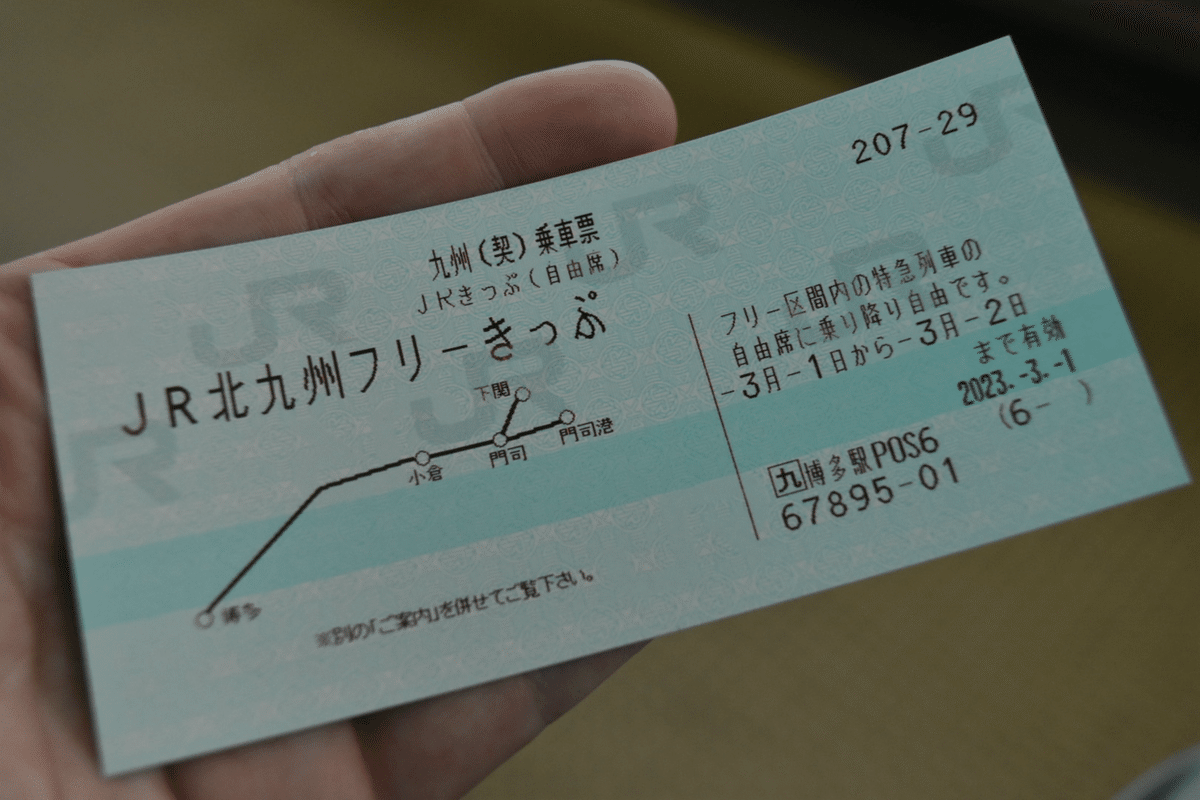 207-29
九州(契)乗車票
JRきっぷ(自由席)
JR北九州フリーきっぷ
下関
門司港
門司
小倉
博多
※別の「ご案内」を併せてご覧下さい。
フリー区間内の特急列車の
自由席に乗り降り自由です。
-3月-1日から-3月-2日
まで有効
2023.-3.-1
(6- )
九博多駅POS6
67895-01
JR
JR
JR
JR
JR